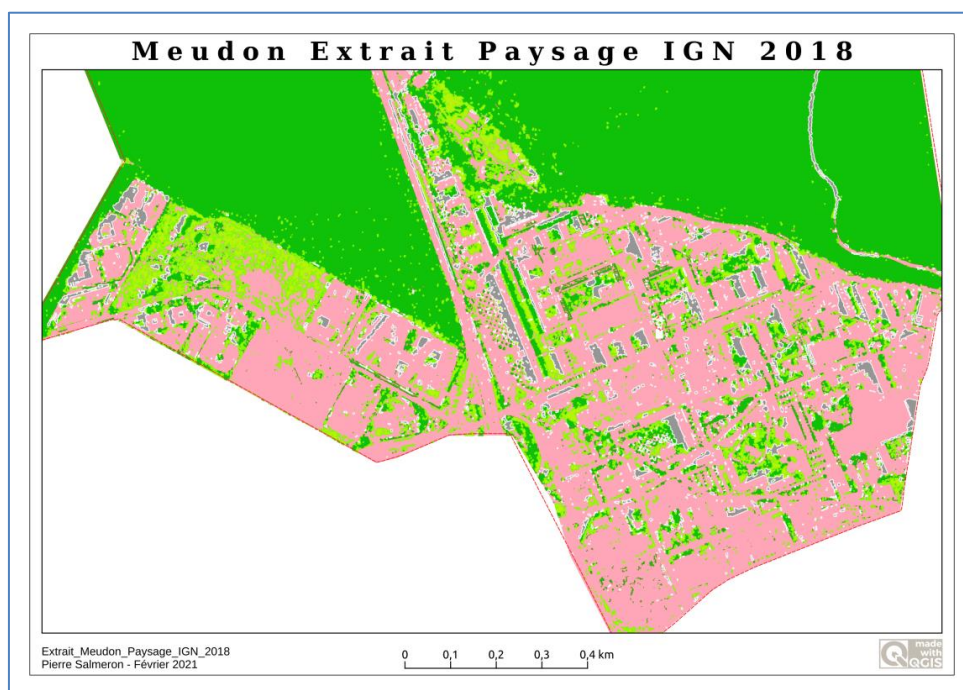 Meudon Extrait Paysage IGN 2018
Extrait_Meudon_Paysage_IGN_2018
Pierre Salmeron - Février 2021
0 0,1 0,2 0,3 0,4 km
made
with
QGIS